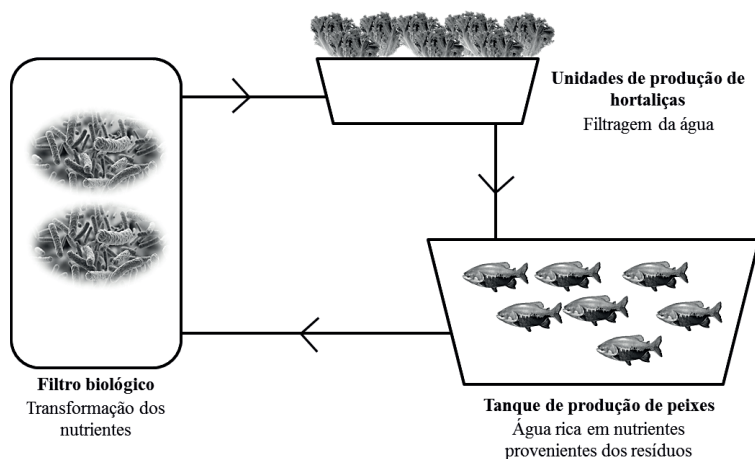 Unidades de produção de
hortaliças
Filtragem da água
Filtro biológico
Transformação dos
nutrientes
Tanque de produção de peixes
Água rica em nutrientes
provenientes dos resíduos